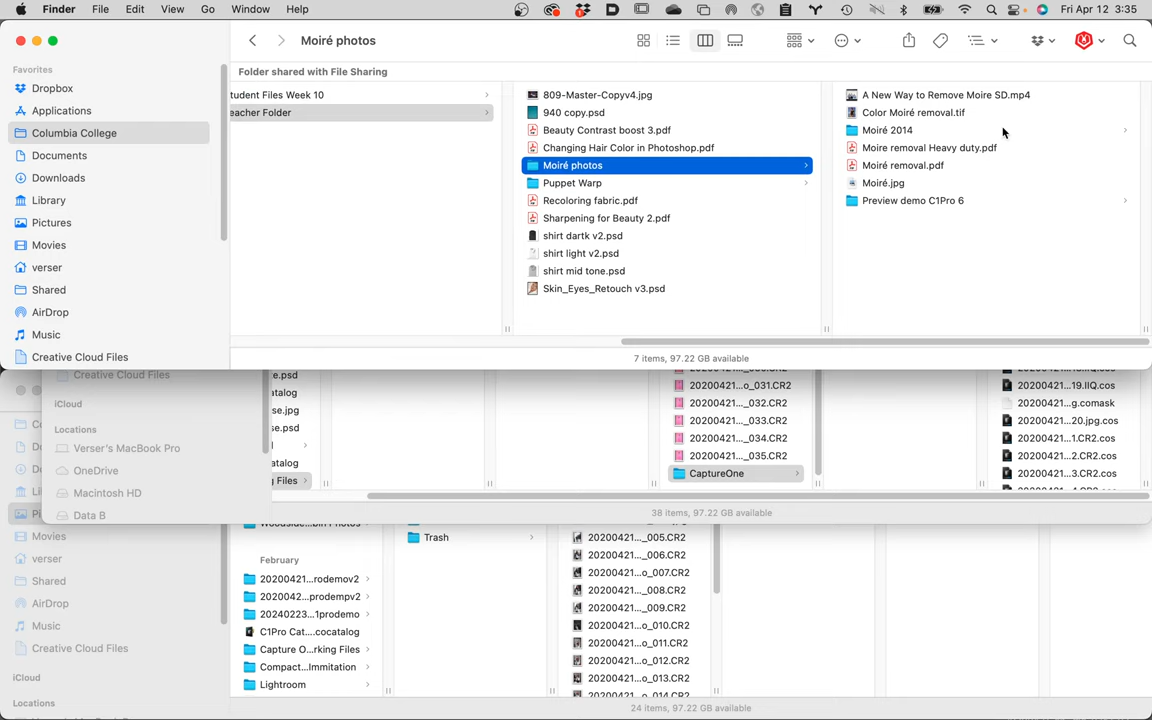 Finder File Edit View Go Window Help Fri Apr 12 3:35
Moiré photos
Favorites
Dropbox
Applications
Columbia College
Documents
Downloads
Library
Pictures
Movies
verser
Shared
AirDrop
Music
Creative Cloud Files
Folder shared with File Sharing
tudent Files Week 10
eacher Folder
809-Master-Copyv4.jpg
940 copy.psd
Beauty Contrast boost 3.pdf
Changing Hair Color in Photoshop.pdf
Moiré photos
Puppet Warp
Recoloring fabric.pdf
Sharpening for Beauty 2.pdf
shirt dartk v2.psd
shirt light v2.psd
shirt mid tone.psd
Skin_Eyes_Retouch v3.psd
A New Way to Remove Moire SD.mp4
Color Moiré removal.tif
Moiré 2014
Moire removal Heavy duty.pdf
Moiré removal.pdf
Moiré.jpg
Preview demo C1Pro 6
7 items, 97.22 GB available
Creative Cloud Files
iCloud
Locations
Verser's MacBook Pro
OneDrive
Macintosh HD
Data B
e.psd
atalog
se.jpg
se.psd
atalog
g Files
20200421...o_031.CR2
20200421..._032.CR2
20200421..._033.CR2
20200421..._034.CR2
20200421..._035.CR2
CaptureOne
20200421...19.IIQ.cos
20200421...g.comask
20200421...20.jpg.cos
20200421...1.CR2.cos
20200421...2.CR2.cos
20200421...3.CR2.cos
38 items, 97.22 GB available
Movies
verser
Shared
AirDrop
Music
Creative Cloud Files
iCloud
Locations
February
20200421...rodemov2
2020042...prodempv2
20240223...1prodemo
C1Pro Cat....cocatalog
Capture O...rking Files
Compact...Immitation
Lightroom
Trash
20200421..._005.CR2
20200421..._006.CR2
20200421...o_007.CR2
20200421..._008.CR2
20200421..._009.CR2
20200421...o_010.CR2
20200421...o_011.CR2
20200421...o_012.CR2
20200421...o_013.CR2
20200421...o_014.CR2
24 items, 97.22 GB available